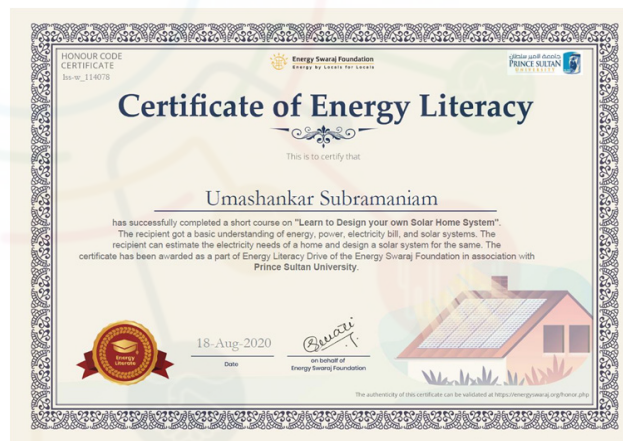 HONOUR CODE
CERTIFICATE
Iss-w_114078
Energy Swaraj Foundation
Energy by Locals for Locals
جامعة الأمير سلطان
PRINCE SULTAN
UNIVERSITY
Certificate of Energy Literacy
This is to certify that
Umashankar Subramaniam
has successfully completed a short course on "Learn to Design your own Solar Home System".
The recipient got a basic understanding of energy, power, electricity bill, and solar systems. The
recipient can estimate the electricity needs of a home and design a solar system for the same. The
certificate has been awarded as a part of Energy Literacy Drive of the Energy Swaraj Foundation in association with
Prince Sultan University.
Energy
Literate
18-Aug-2020
Date
on behalf of
Energy Swaraj Foundation
The authenticity of this certificate can be validated at https://energyswaraj.org/honor.php